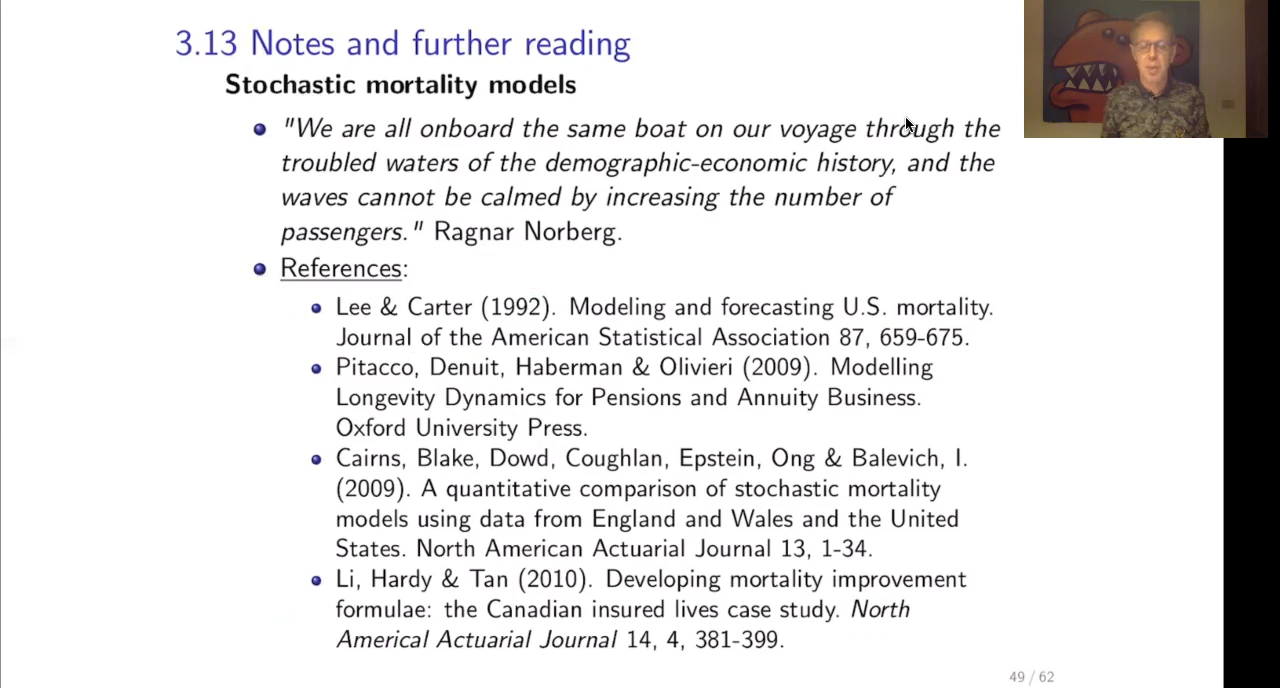 3.13 Notes and further reading
Stochastic mortality models
"We are all onboard the same boat on our voyage through the
troubled waters of the demographic-economic history, and the
waves cannot be calmed by increasing the number of
passengers." Ragnar Norberg.
References:
Lee & Carter (1992). Modeling and forecasting U.S. mortality.
Journal of the American Statistical Association 87, 659-675.
Pitacco, Denuit, Haberman & Olivieri (2009). Modelling
Longevity Dynamics for Pensions and Annuity Business.
Oxford University Press.
Cairns, Blake, Dowd, Coughlan, Epstein, Ong & Balevich, I.
(2009). A quantitative comparison of stochastic mortality
models using data from England and Wales and the United
States. North American Actuarial Journal 13, 1-34.
Li, Hardy & Tan (2010). Developing mortality improvement
formulae: the Canadian insured lives case study. North
Americal Actuarial Journal 14, 4, 381-399.
49 / 62